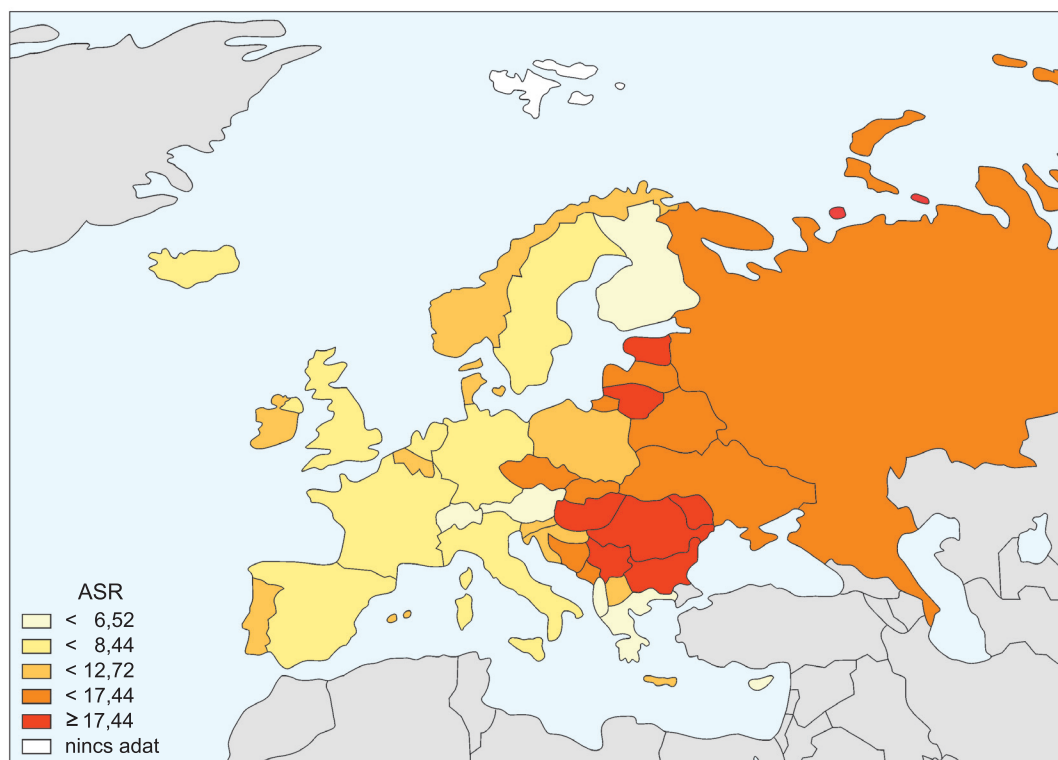 ASR
< 6,52
< 8,44
< 12,72
< 17,44
≥ 17,44
nincs adat